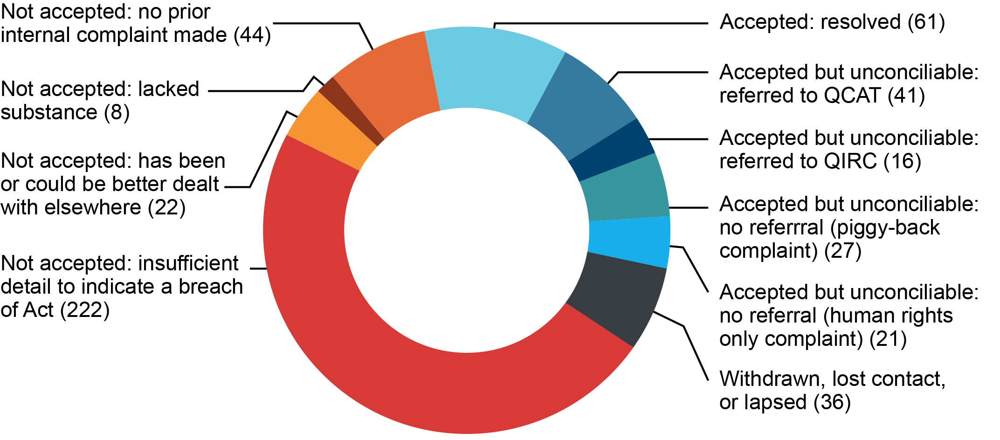 Not accepted: no prior
internal complaint made (44)
Not accepted: lacked
substance (8)
Not accepted: has been
or could be better dealt
with elsewhere (22)
Not accepted: insufficient
detail to indicate a breach
of Act (222)
Accepted: resolved (61)
Accepted but unconciliable:
referred to QCAT (41)
Accepted but unconciliable:
referred to QIRC (16)
Accepted but unconciliable:
no referrral (piggy-back
complaint) (27)
Accepted but unconciliable:
no referral (human rights
only complaint) (21)
Withdrawn, lost contact,
or lapsed (36)